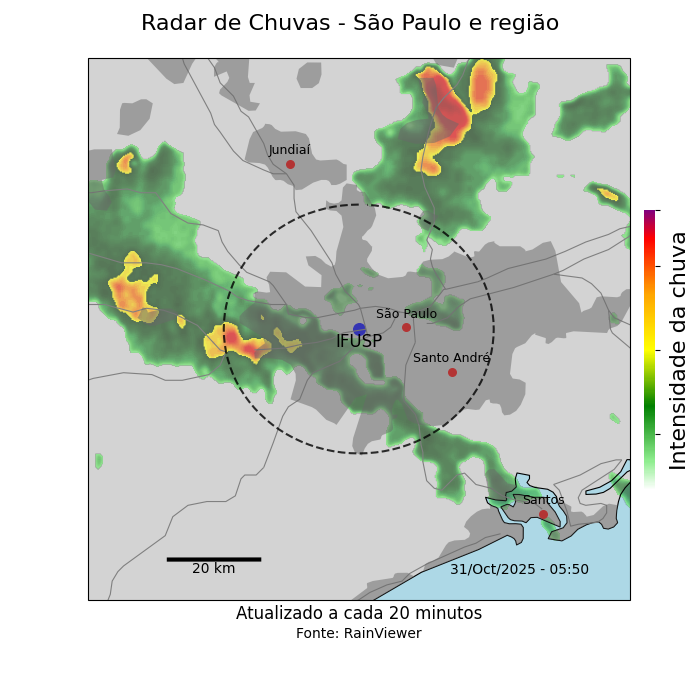 Radar de Chuvas - São Paulo e região
Jundiaí
São Paulo
IFUSP
Santo André
Santos
20 km
31/Oct/2025 - 05:50
Intensidade da chuva
Atualizado a cada 20 minutos
Fonte: RainViewer